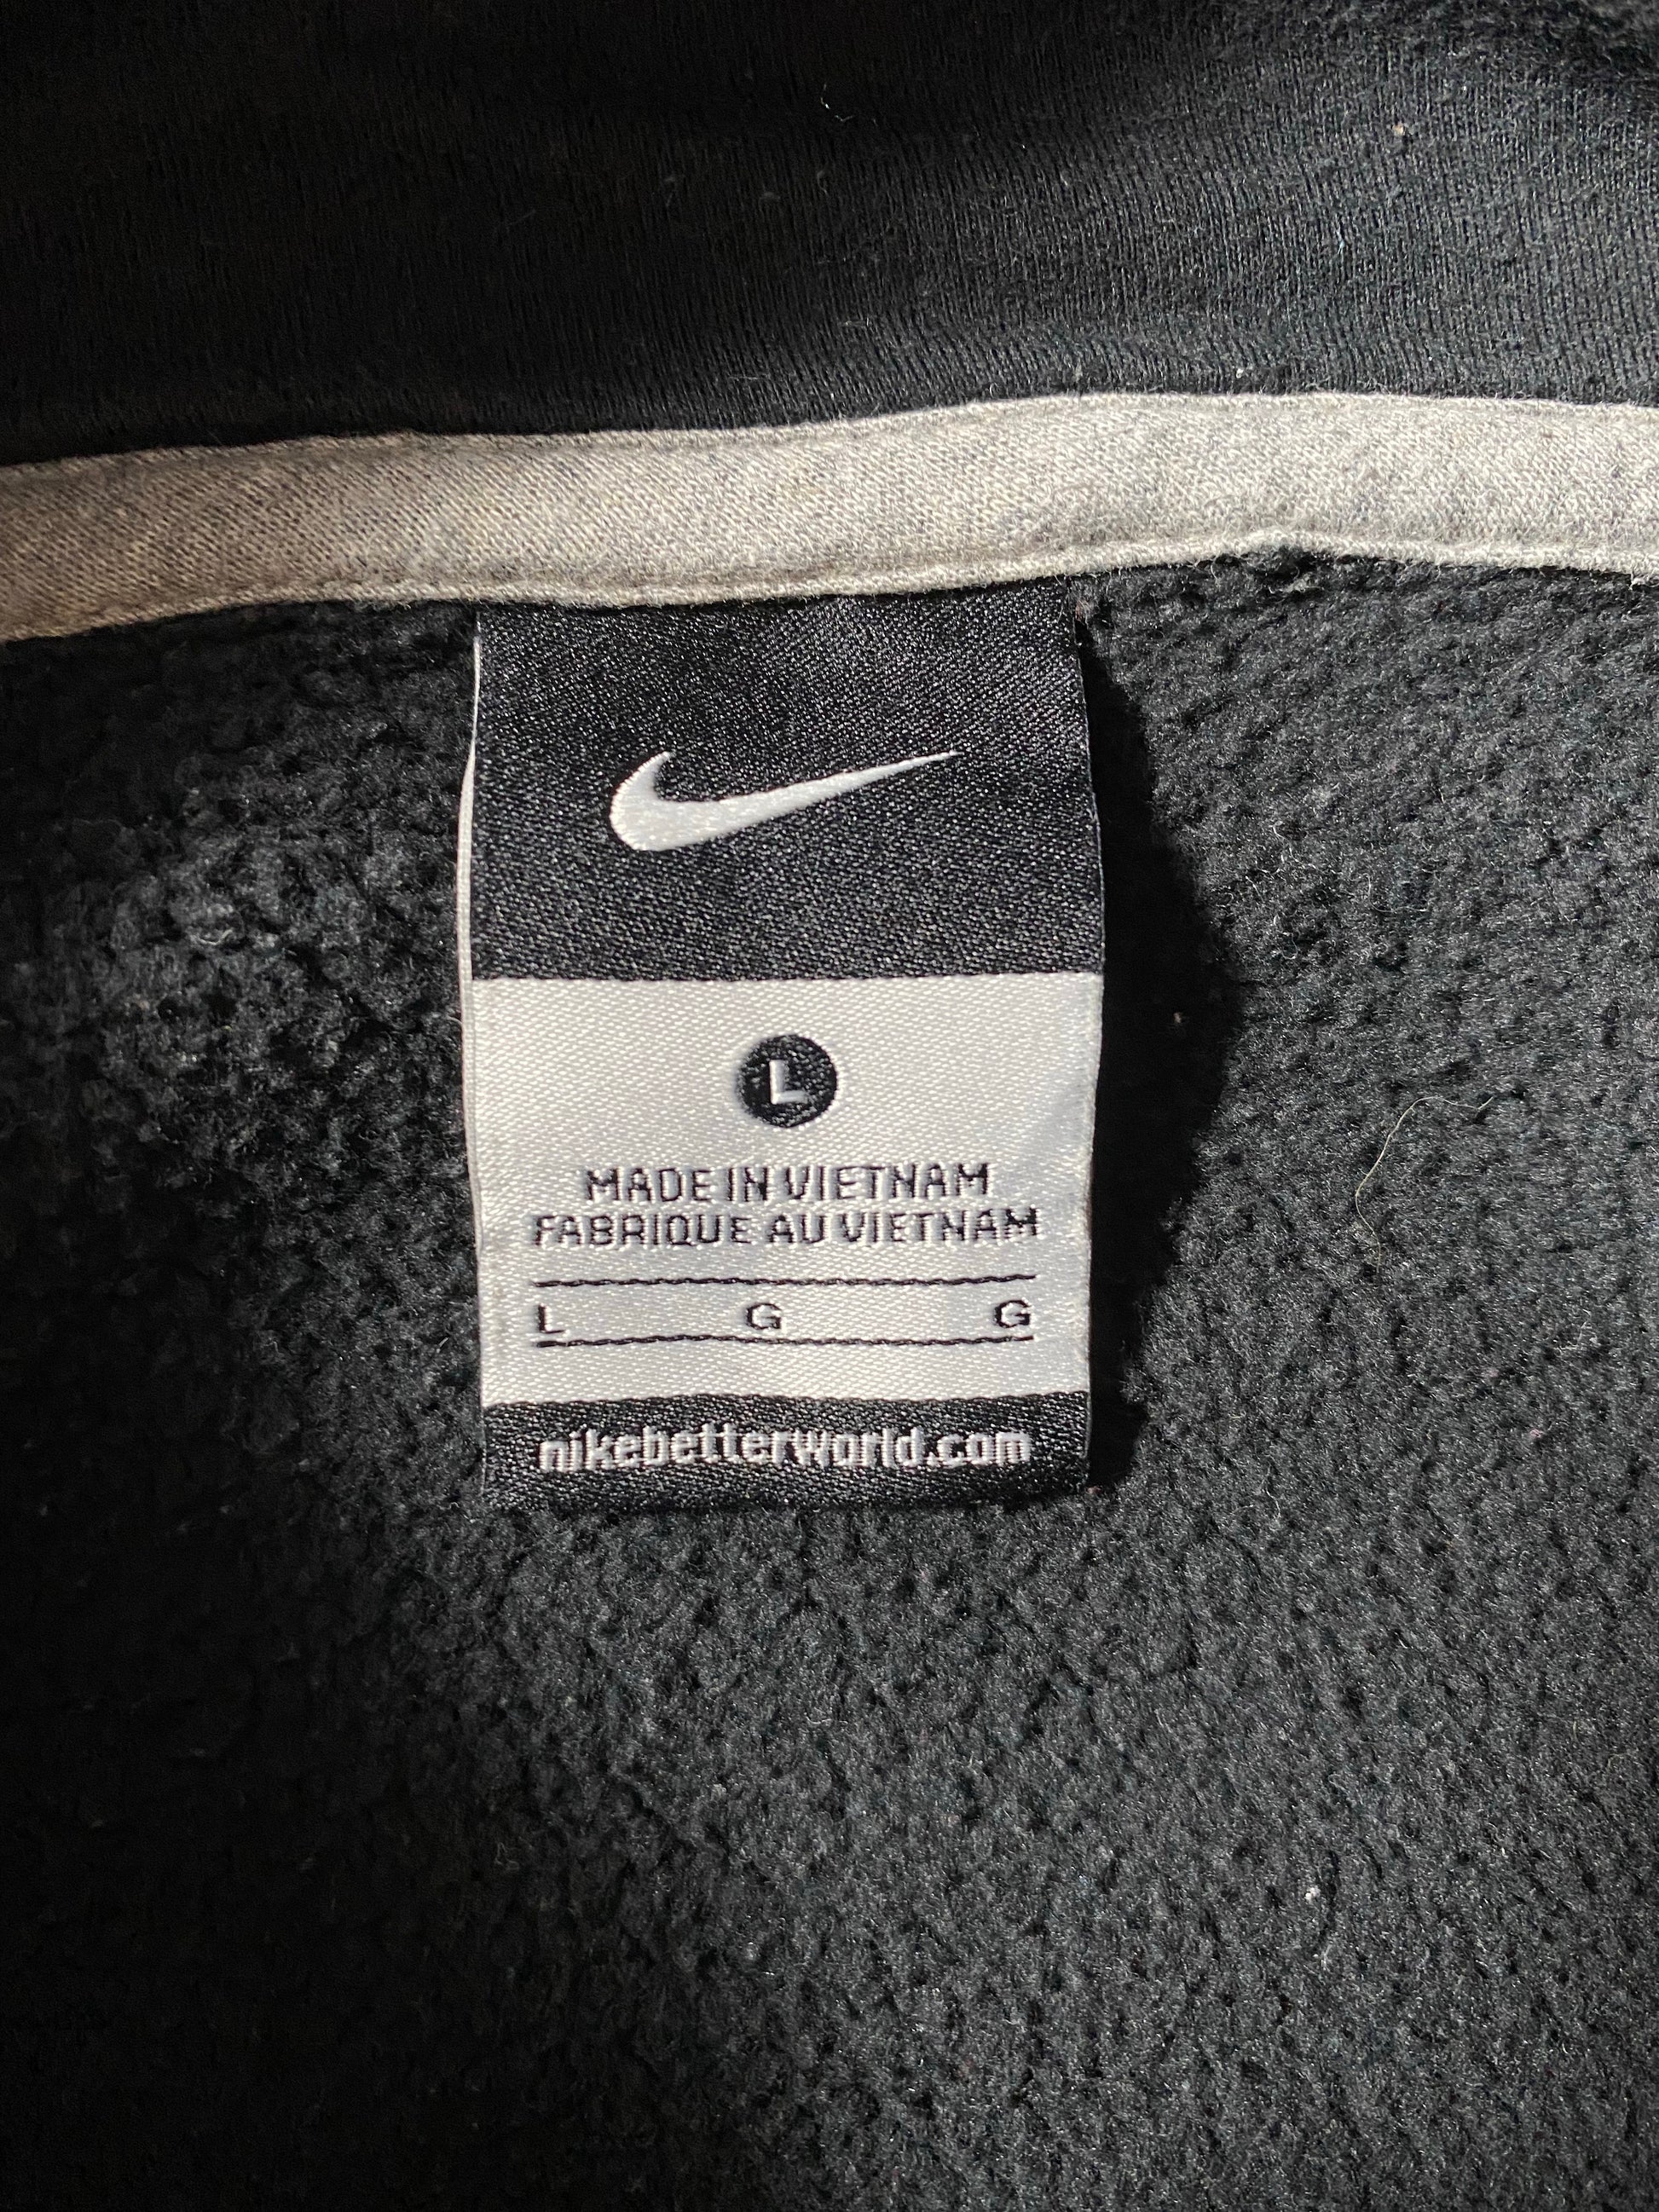 L
MADE IN VIETNAM
FABRIQUE AU VIETNAM
L G G
nikebetterworld.com